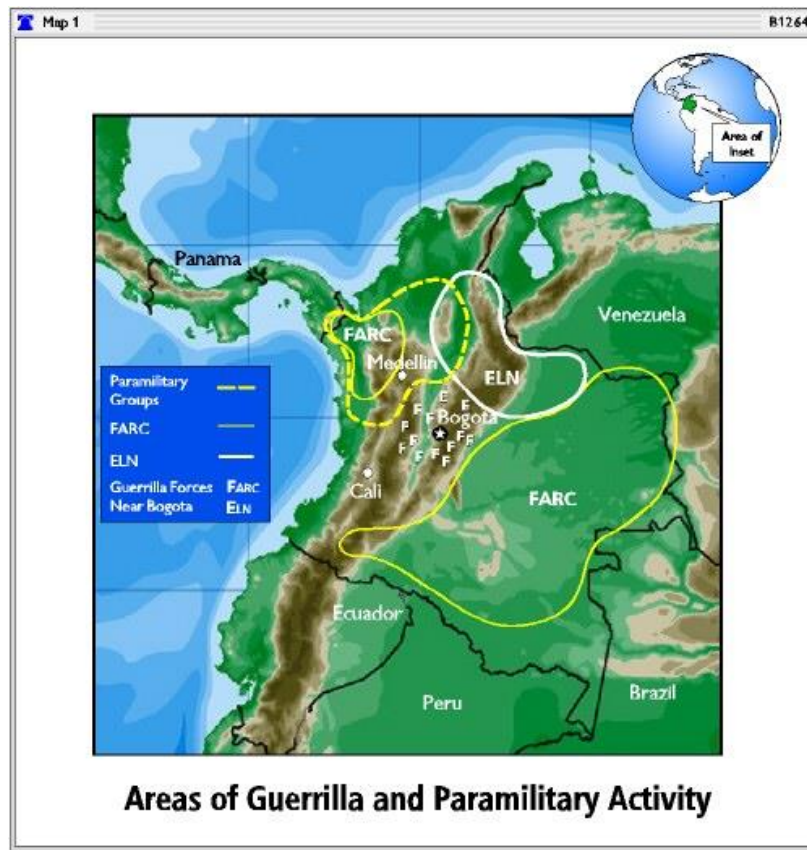 Map 1
B1264
Area of
Inset
Panama
Venezuela
FARC
Medellin
ELN
Paramilitary
Groups
FARC
ELN
Guerrilla Forces FARC
Near Bogota ELN
E
F
F
F
Bogota
F
F
F
F
F
F
F
F
F
Cali
FARC
Ecuador
Peru
Brazil
Areas of Guerrilla and Paramilitary Activity